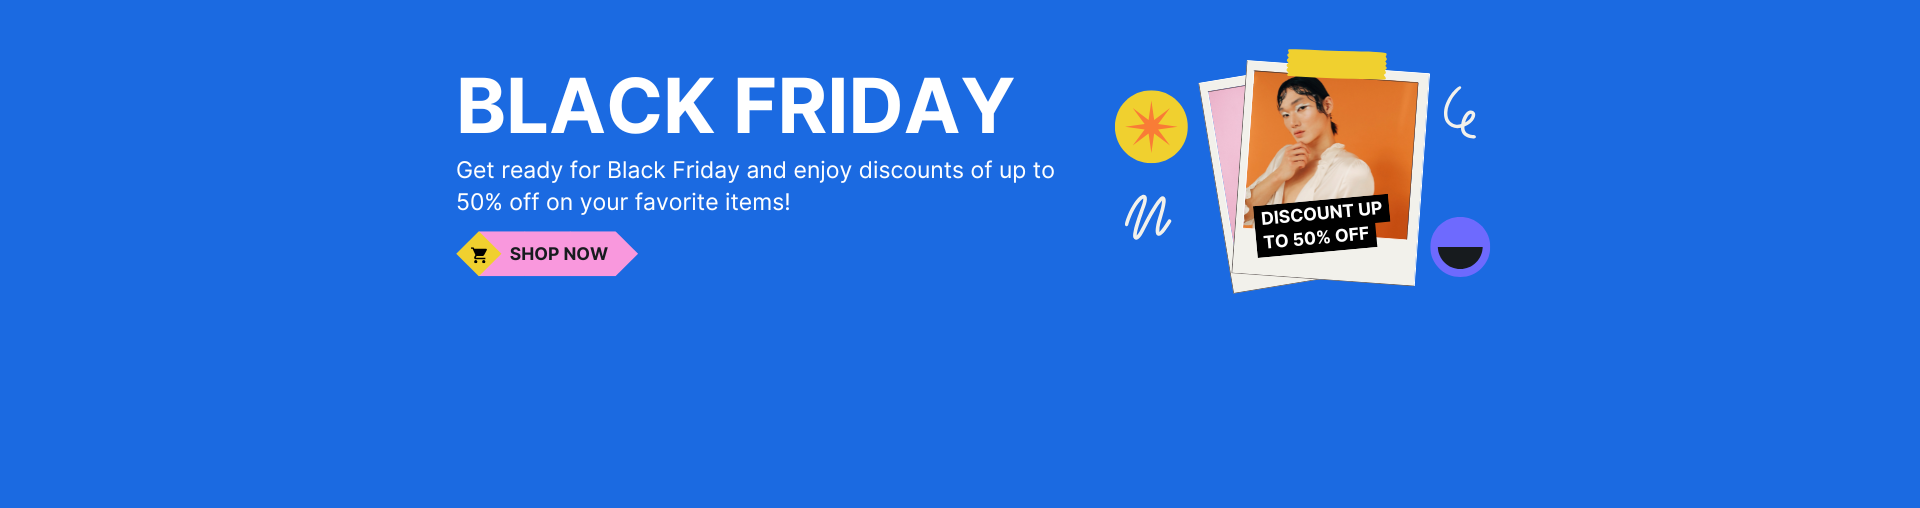 BLACK FRIDAY
Get ready for Black Friday and enjoy discounts of up to
50% off on your favorite items!
SHOP NOW
DISCOUNT UP
TO 50% OFF